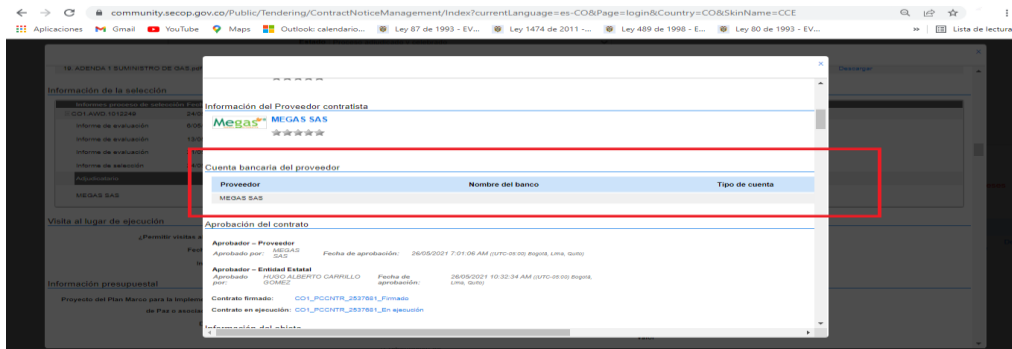 community.secop.gov.co/Public/Tendering/ContractNoticeManagement/Index?currentLanguage=es-CO&Page=login&Country=CO&SkinName=CCE
Aplicaciones Gmail YouTube Maps Outlook: calendario... Ley 87 de 1993 - EV... Ley 1474 de 2011 -... Ley 489 de 1998 - E... Ley 80 de 1993 - EV... » Lista de lectura
Descargar
Información de la selección
Informe de evaluación
Informe de evaluación
Informe de evaluación
Informe de selección
Adjudicatario
MEGAS SAS
Visita al lugar de ejecución
Información presupuestal
Información del Proveedor contratista
Megas MEGAS SAS
Cuenta bancaria del proveedor
Proveedor Nombre del banco Tipo de cuenta
MEGAS SAS
Aprobación del contrato
Aprobador – Proveedor
Aprobado por: MEGAS SAS Fecha de aprobación: 26/05/2021 7:01:06 AM ((UTC-05:00) Bogotá, Lima, Quito)
Aprobador – Entidad Estatal
Aprobado por: HUGO ALBERTO CARRILLO GOMEZ Fecha de aprobación: 26/05/2021 10:32:34 AM ((UTC-05:00) Bogotá, Lima, Quito)
Contrato firmado: CO1_PCCNTR_2537681_Firmado
Contrato en ejecución: CO1_PCCNTR_2537681_En ejecución
Información del objeto